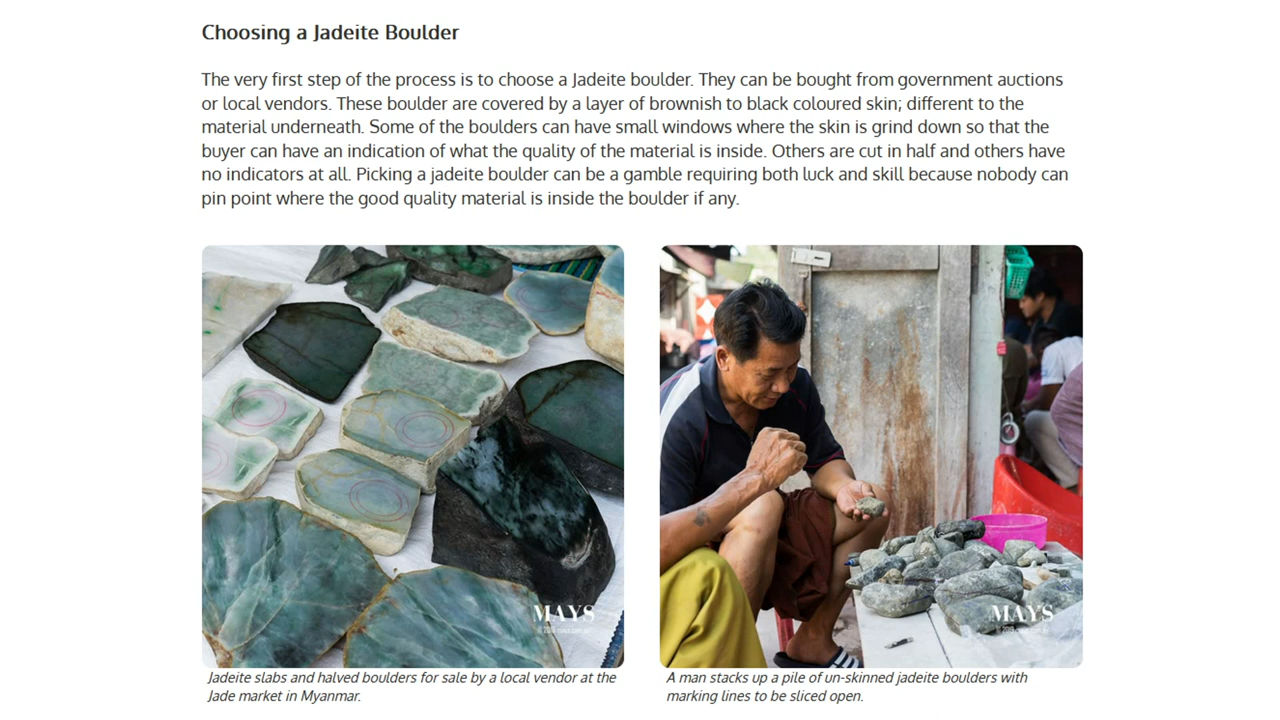 Choosing a Jadeite Boulder
The very first step of the process is to choose a Jadeite boulder. They can be bought from government auctions
or local vendors. These boulder are covered by a layer of brownish to black coloured skin; different to the
material underneath. Some of the boulders can have small windows where the skin is grind down so that the
buyer can have an indication of what the quality of the material is inside. Others are cut in half and others have
no indicators at all. Picking a jadeite boulder can be a gamble requiring both luck and skill because nobody can
pin point where the good quality material is inside the boulder if any.
MAYS
MAYS
Jadeite slabs and halved boulders for sale by a local vendor at the
Jade market in Myanmar.
A man stacks up a pile of un-skinned jadeite boulders with
marking lines to be sliced open.